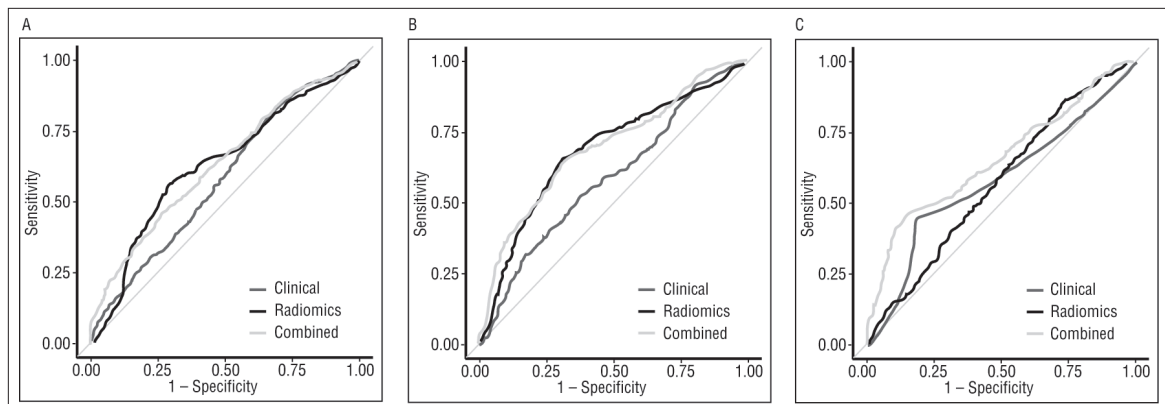 A
1.00
0.75
0.50
0.25
0.00
Sensitivity
Clinical
Radiomics
Combined
0.00 0.25 0.50 0.75 1.00
1 – Specificity
B
1.00
0.75
0.50
0.25
0.00
Sensitivity
Clinical
Radiomics
Combined
0.00 0.25 0.50 0.75 1.00
1 – Specificity
C
1.00
0.75
0.50
0.25
0.00
Sensitivity
Clinical
Radiomics
Combined
0.00 0.25 0.50 0.75 1.00
1 – Specificity